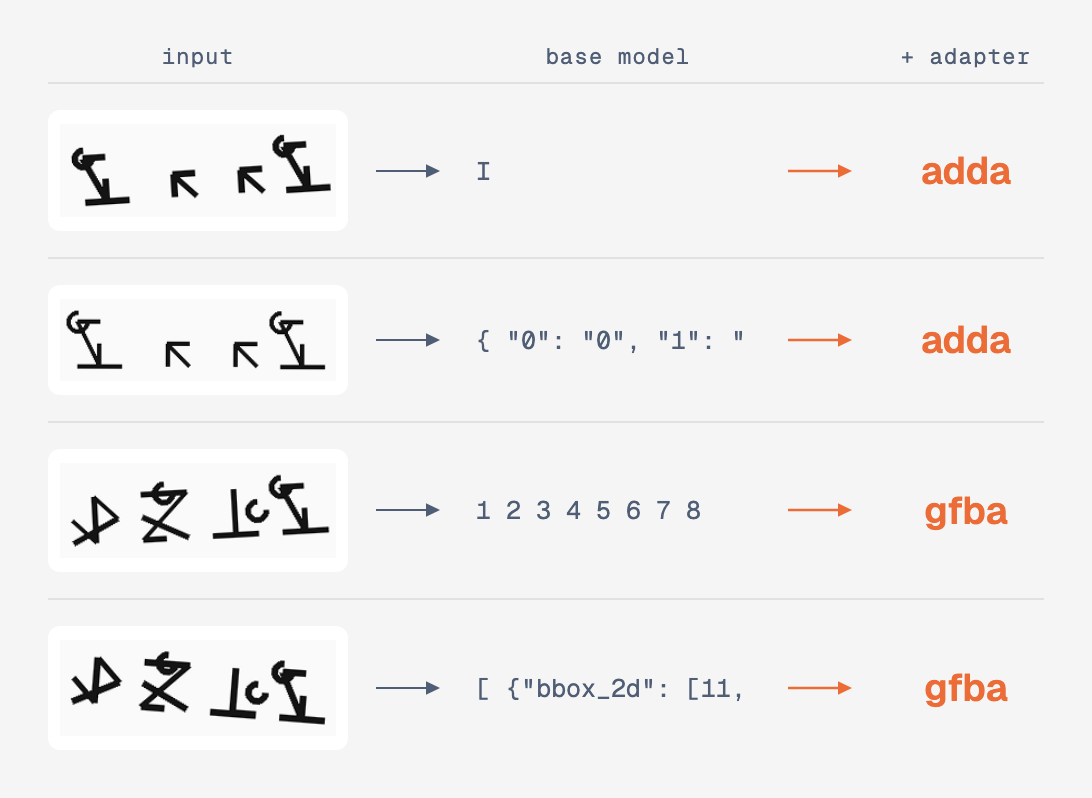 input base model + adapter
I adda
{ "0": "0", "1": " adda
1 2 3 4 5 6 7 8 gfba
[ {"bbox_2d": [11, gfba